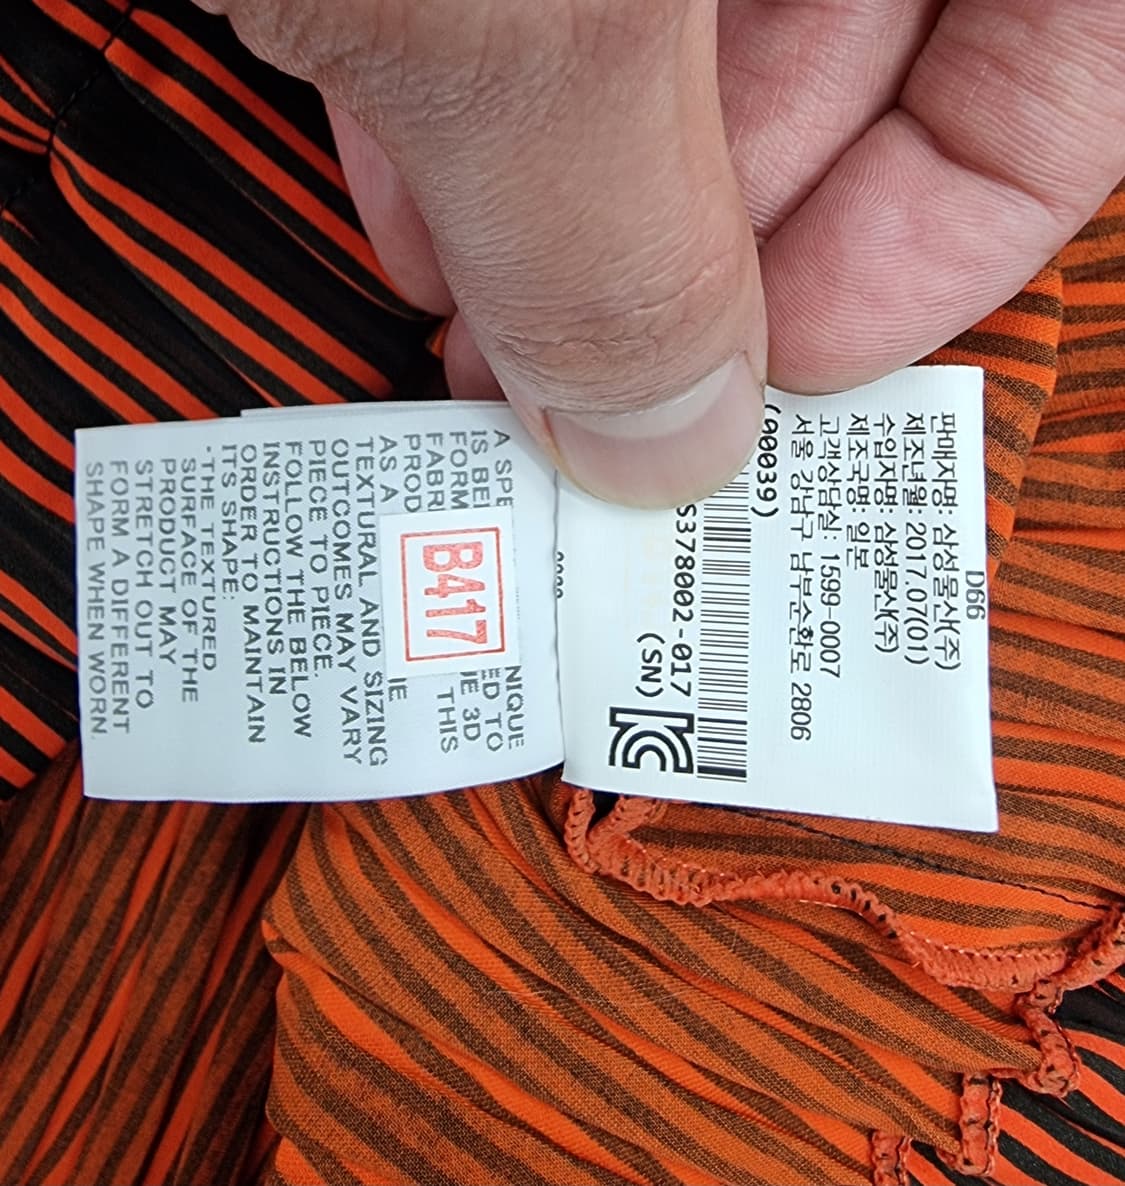 D66
판매자명: 삼성물산(주)
제조년월: 2017.07(01)
수입자명: 삼성물산(주)
제조국명: 일본
고객상담실: 1599-0007
서울 강남구 남부순환로 2806
(00039)
S378002-017
(SN)
A SPE NIQUE
IS BE ED TO
FORM IE 3D
FABRI THIS
PROD
AS A IE
TEXTURAL AND SIZING
OUTCOMES MAY VARY
PIECE TO PIECE.
FOLLOW THE BELOW
INSTRUCTIONS IN
ORDER TO MAINTAIN
ITS SHAPE:
-THE TEXTURED
SURFACE OF THE
PRODUCT MAY
STRETCH OUT TO
FORM A DIFFERENT
SHAPE WHEN WORN.
B417